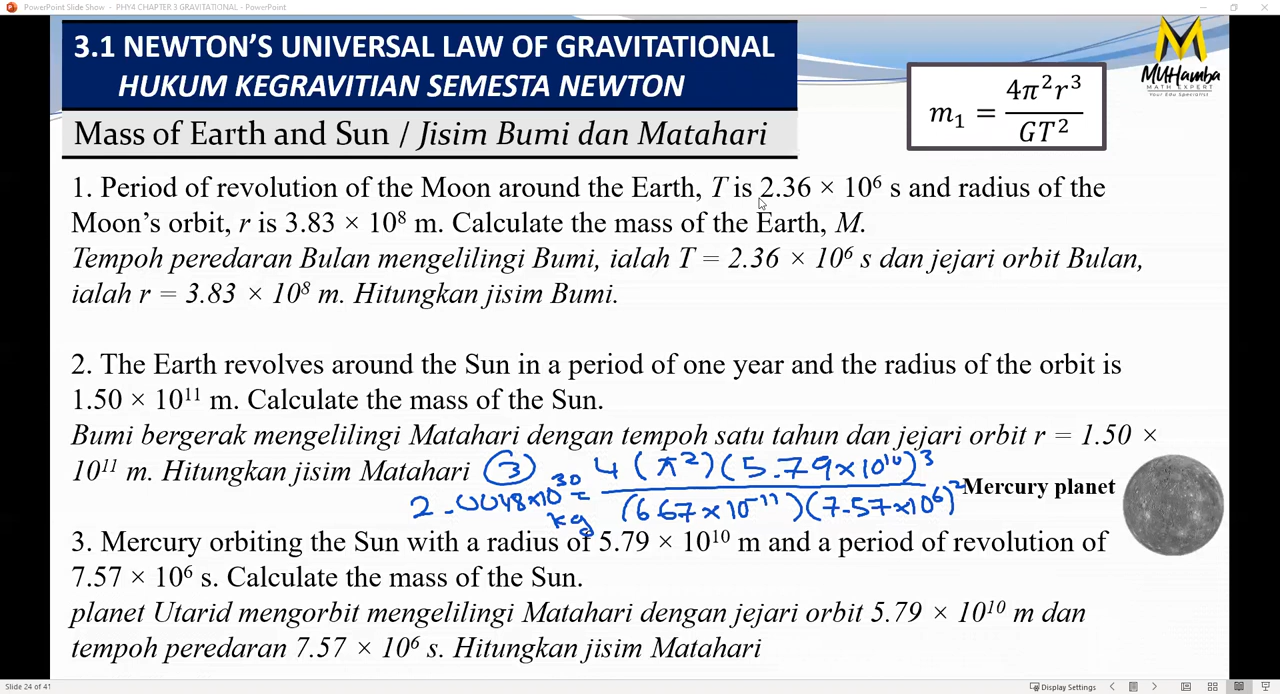 PowerPoint Slide Show - PHY4 CHAPTER 3 GRAVITATIONAL - PowerPoint
3.1 NEWTON'S UNIVERSAL LAW OF GRAVITATIONAL
HUKUM KEGRAVITIAN SEMESTA NEWTON
Mass of Earth and Sun / Jisim Bumi dan Matahari
m₁ = 4π²r³ / GT²
MUHamba
MATH EXPERT
Your Edu Specialist
1. Period of revolution of the Moon around the Earth, T is 2.36 × 10⁶ s and radius of the
Moon's orbit, r is 3.83 × 10⁸ m. Calculate the mass of the Earth, M.
Tempoh peredaran Bulan mengelilingi Bumi, ialah T = 2.36 × 10⁶ s dan jejari orbit Bulan,
ialah r = 3.83 × 10⁸ m. Hitungkan jisim Bumi.
2. The Earth revolves around the Sun in a period of one year and the radius of the orbit is
1.50 × 10¹¹ m. Calculate the mass of the Sun.
Bumi bergerak mengelilingi Matahari dengan tempoh satu tahun dan jejari orbit r = 1.50 ×
10¹¹ m. Hitungkan jisim Matahari
③ 4 (π²)(5.79×10¹⁰)³
2.0048×10³⁰ kg = (667×10⁻¹¹)(7.57×10⁶)²
Mercury planet
3. Mercury orbiting the Sun with a radius of 5.79 × 10¹⁰ m and a period of revolution of
7.57 × 10⁶ s. Calculate the mass of the Sun.
planet Utarid mengorbit mengelilingi Matahari dengan jejari orbit 5.79 × 10¹⁰ m dan
tempoh peredaran 7.57 × 10⁶ s. Hitungkan jisim Matahari
Slide 24 of 41
Display Settings